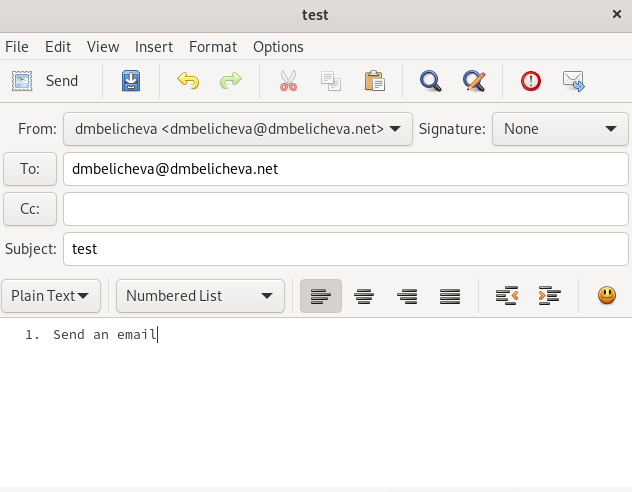 test
File Edit View Insert Format Options
Send
From: dmbelicheva <dmbelicheva@dmbelicheva.net> Signature: None
To: dmbelicheva@dmbelicheva.net
Cc:
Subject: test
Plain Text Numbered List
1. Send an email